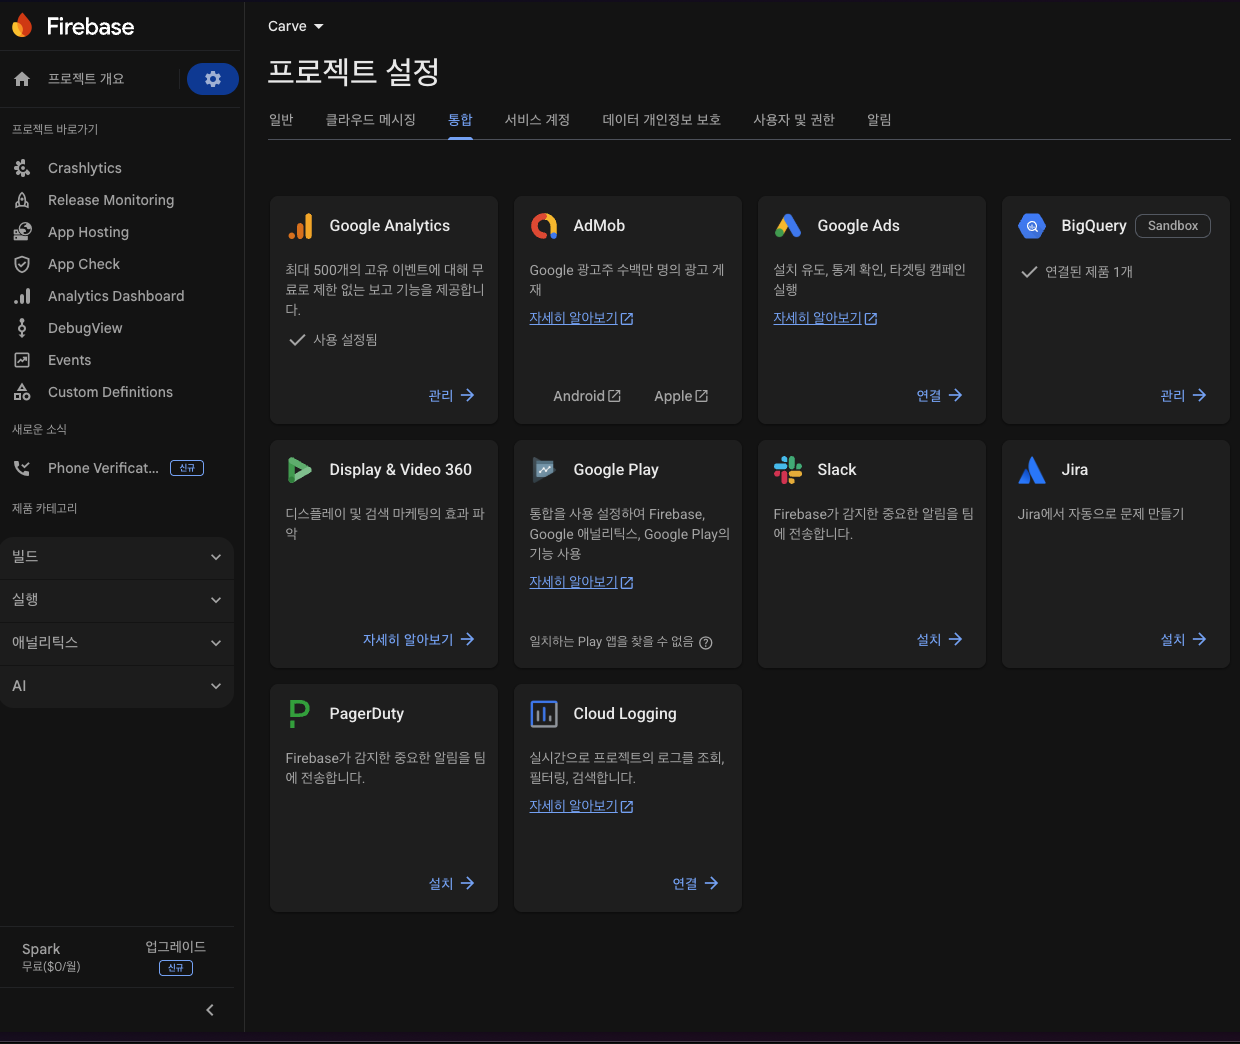 Firebase
프로젝트 개요
프로젝트 바로가기
Crashlytics
Release Monitoring
App Hosting
App Check
Analytics Dashboard
DebugView
Events
Custom Definitions
새로운 소식
Phone Verificat... 신규
제품 카테고리
빌드
실행
애널리틱스
AI
Spark
무료($0/월)
업그레이드
신규
Carve
프로젝트 설정
일반 클라우드 메시징 통합 서비스 계정 데이터 개인정보 보호 사용자 및 권한 알림
Google Analytics
최대 500개의 고유 이벤트에 대해 무
료로 제한 없는 보고 기능을 제공합니
다.
사용 설정됨
관리
AdMob
Google 광고주 수백만 명의 광고 게
재
자세히 알아보기
Android Apple
Google Ads
설치 유도, 통계 확인, 타겟팅 캠페인
실행
자세히 알아보기
연결
BigQuery Sandbox
연결된 제품 1개
관리
Display & Video 360
디스플레이 및 검색 마케팅의 효과 파
악
자세히 알아보기
Google Play
통합을 사용 설정하여 Firebase,
Google 애널리틱스, Google Play의
기능 사용
자세히 알아보기
일치하는 Play 앱을 찾을 수 없음
Slack
Firebase가 감지한 중요한 알림을 팀
에 전송합니다.
설치
Jira
Jira에서 자동으로 문제 만들기
설치
PagerDuty
Firebase가 감지한 중요한 알림을 팀
에 전송합니다.
설치
Cloud Logging
실시간으로 프로젝트의 로그를 조회,
필터링, 검색합니다.
자세히 알아보기
연결